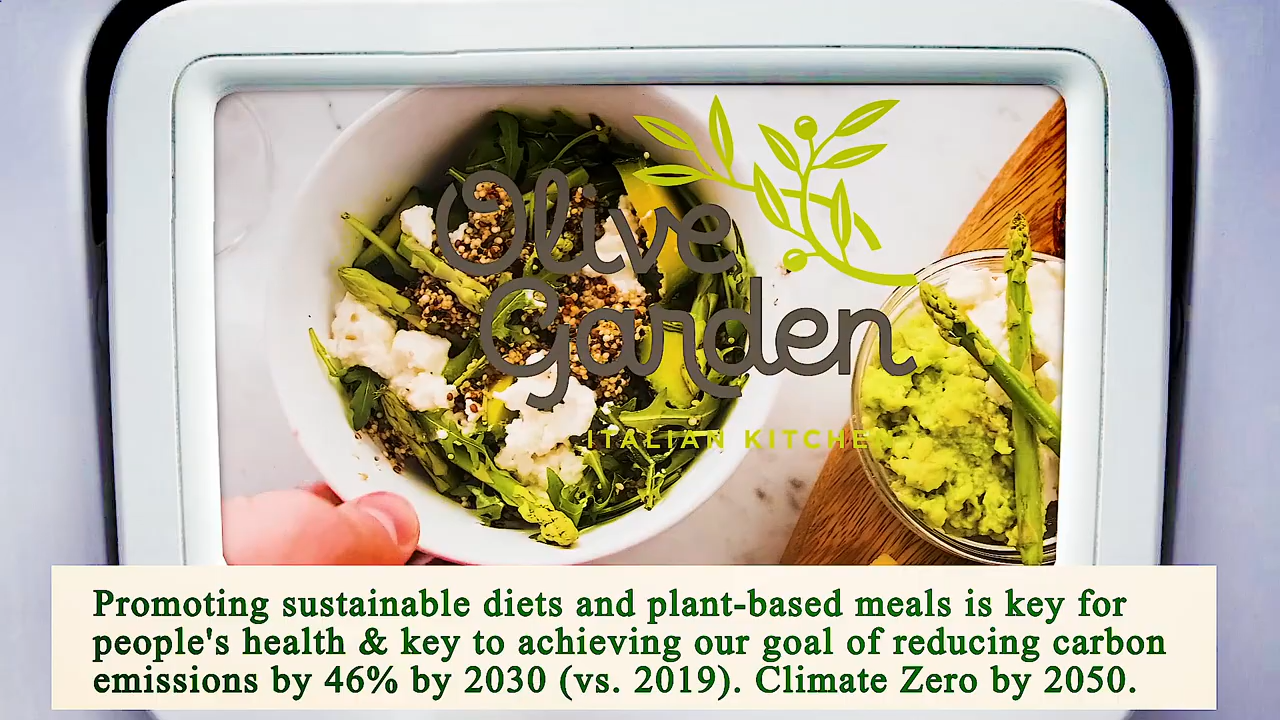 Olive
Garden
ITALIAN KITCHEN
Promoting sustainable diets and plant-based meals is key for
people's health & key to achieving our goal of reducing carbon
emissions by 46% by 2030 (vs. 2019). Climate Zero by 2050.